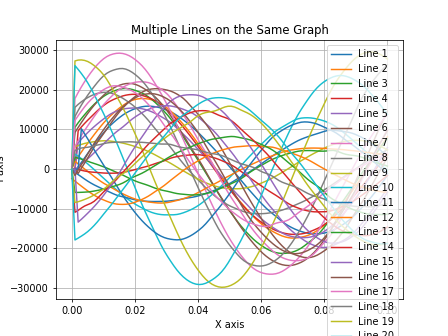 Multiple Lines on the Same Graph
30000
20000
10000
0
−10000
−20000
−30000
0.00
0.02
0.04
0.06
X axis
Line 1
Line 2
Line 3
Line 4
Line 5
Line 6
Line 7
Line 8
Line 9
Line 10
Line 11
Line 12
Line 13
Line 14
Line 15
Line 16
Line 17
Line 18
Line 19